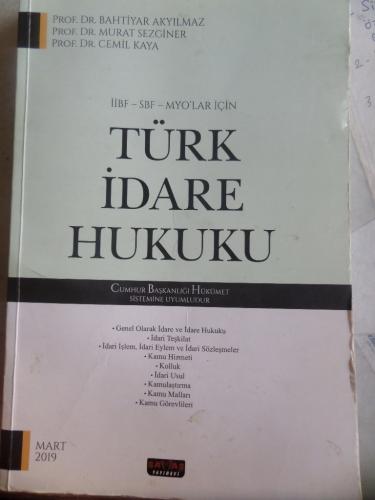 PROF. DR. BAHTİYAR AKYILMAZ
PROF. DR. MURAT SEZGİNER
PROF. DR. CEMİL KAYA
İİBF – SBF – MYO'LAR İÇİN
TÜRK
İDARE
HUKUKU
CUMHUR BAŞKANLIĞI HÜKÜMET
SİSTEMİNE UYUMLUDUR
• Genel Olarak İdare ve İdare Hukuku
• İdari Teşkilat
• İdari İşlem, İdari Eylem ve İdari Sözleşmeler
• Kamu Hizmeti
• Kolluk
• İdari Usul
• Kamulaştırma
• Kamu Malları
• Kamu Görevlileri
MART
2019
SAVAŞ
YAYINEVİ